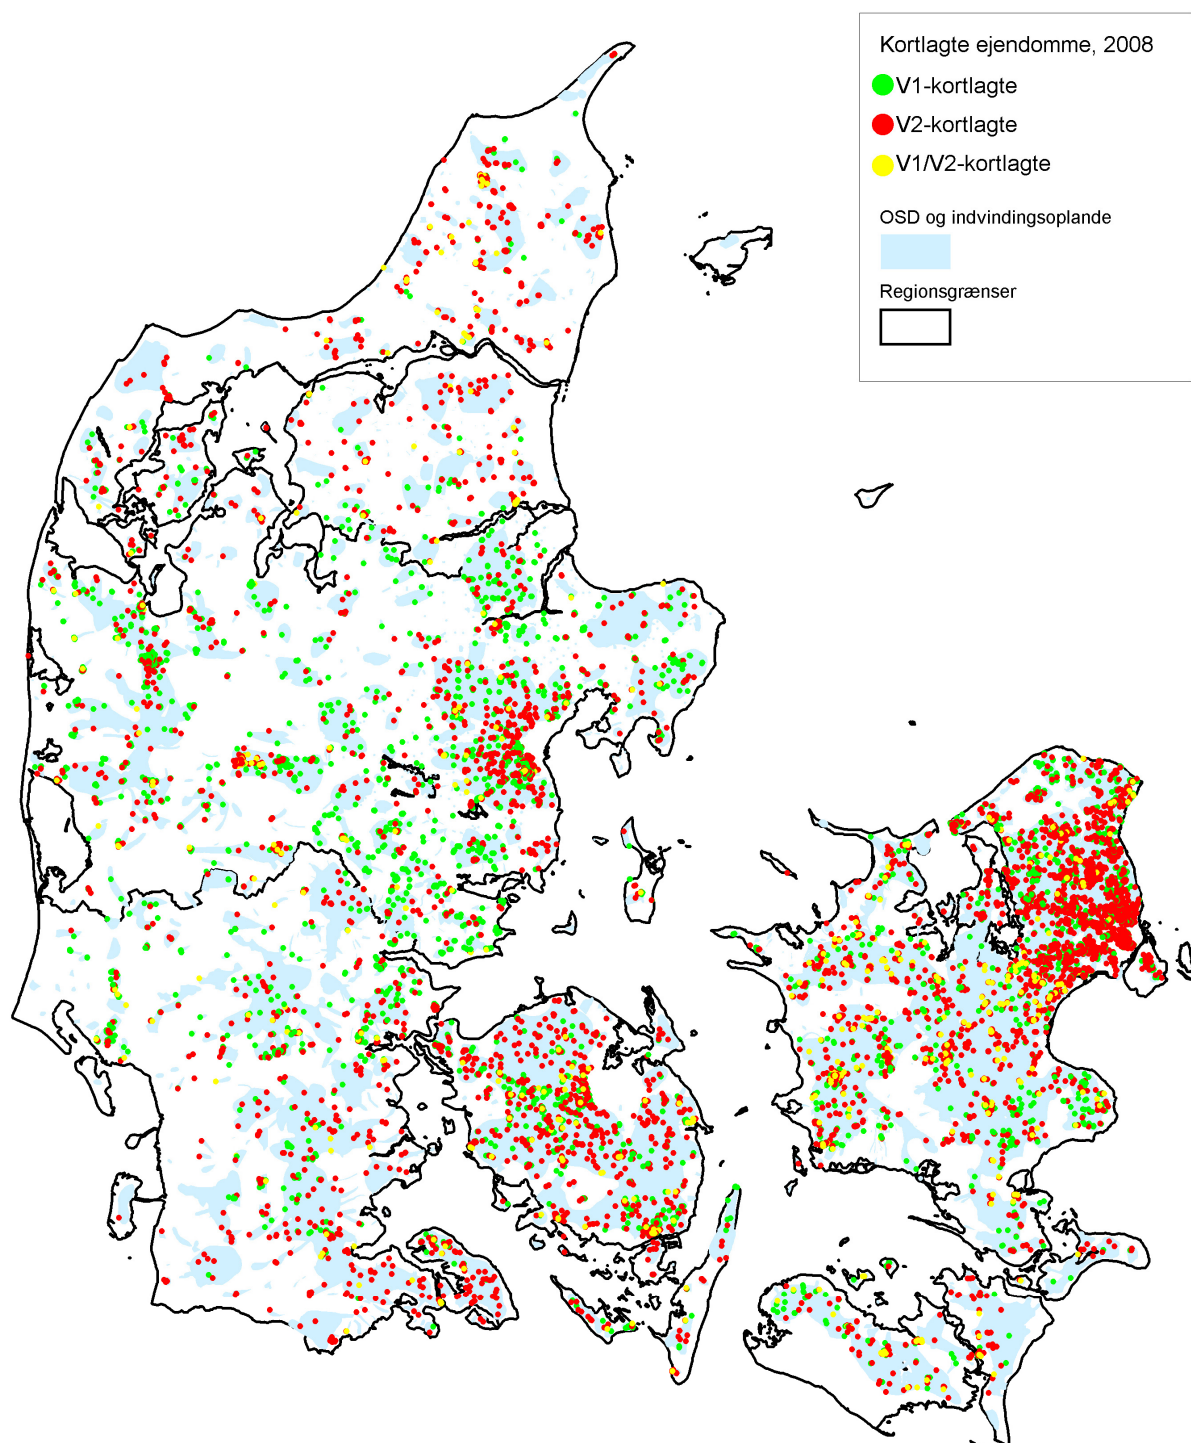 Kortlagte ejendomme, 2008
V1-kortlagte
V2-kortlagte
V1/V2-kortlagte
OSD og indvindingsoplande
Regionsgrænser